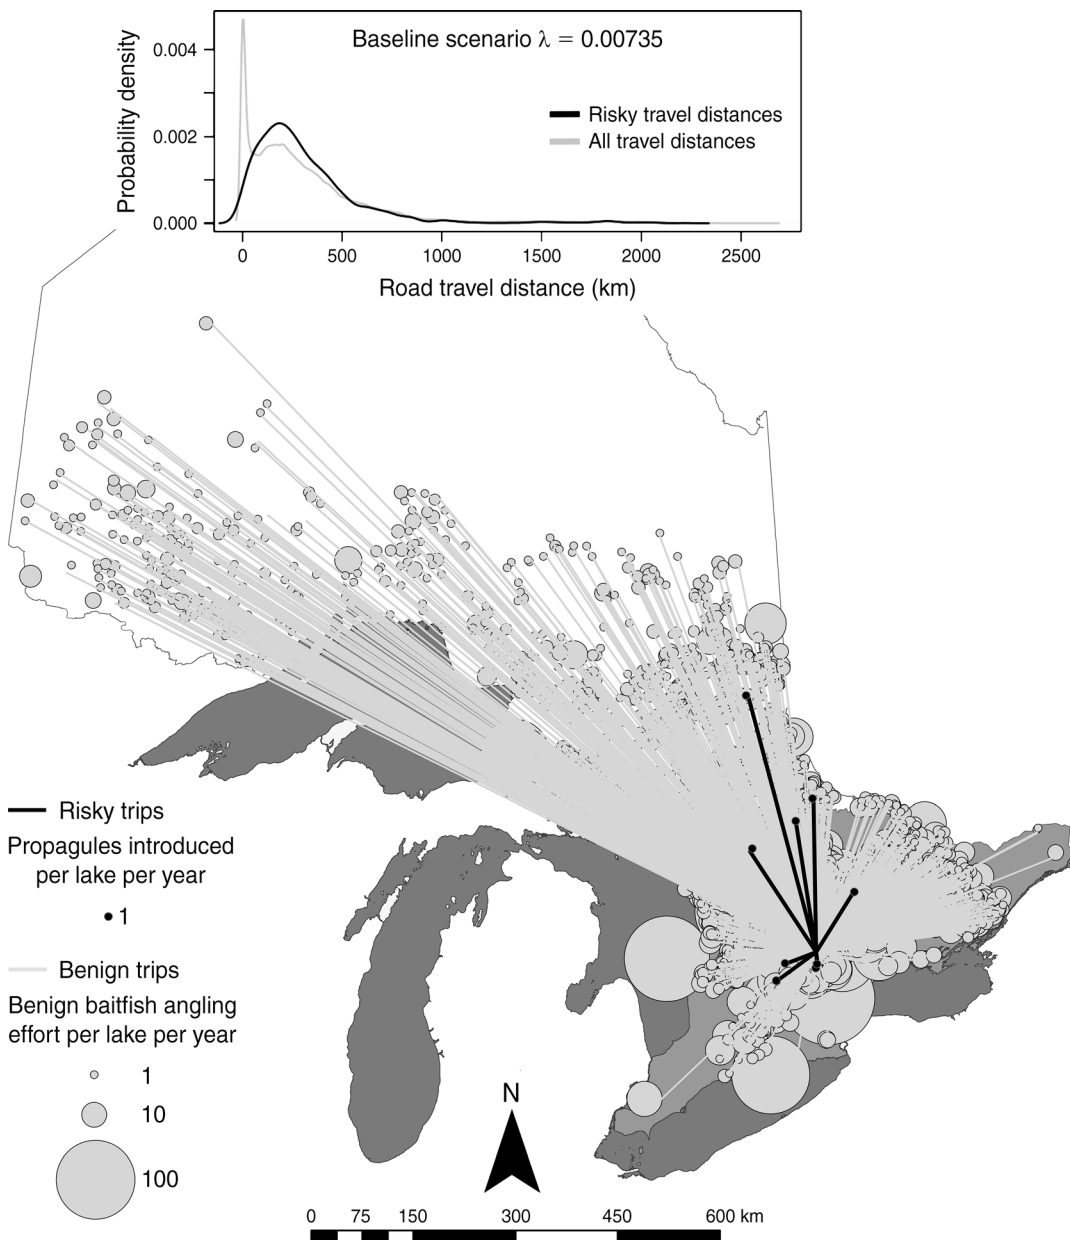 Baseline scenario λ = 0.00735
Probability density
0.004
0.002
0.000
Risky travel distances
All travel distances
0 500 1000 1500 2000 2500
Road travel distance (km)
Risky trips
Propagules introduced
per lake per year
1
Benign trips
Benign baitfish angling
effort per lake per year
1
10
100
N
0 75 150 300 450 600 km